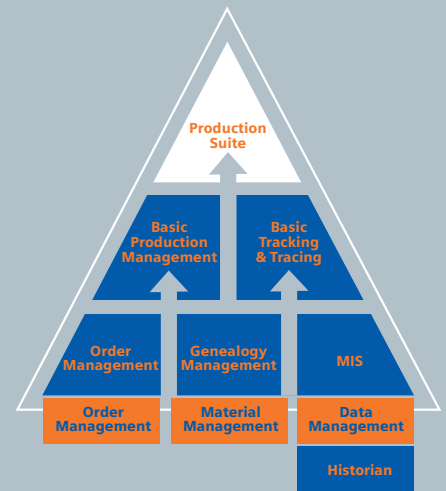 Production
Suite
Basic
Production
Management
Basic
Tracking
& Tracing
Order
Management
Genealogy
Management
MIS
Order
Management
Material
Management
Data
Management
Historian